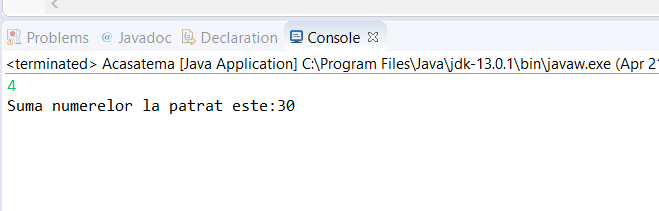 Problems @ Javadoc Declaration Console
<terminated> Acasatema [Java Application] C:\Program Files\Java\jdk-13.0.1\bin\javaw.exe (Apr 21
4
Suma numerelor la patrat este:30